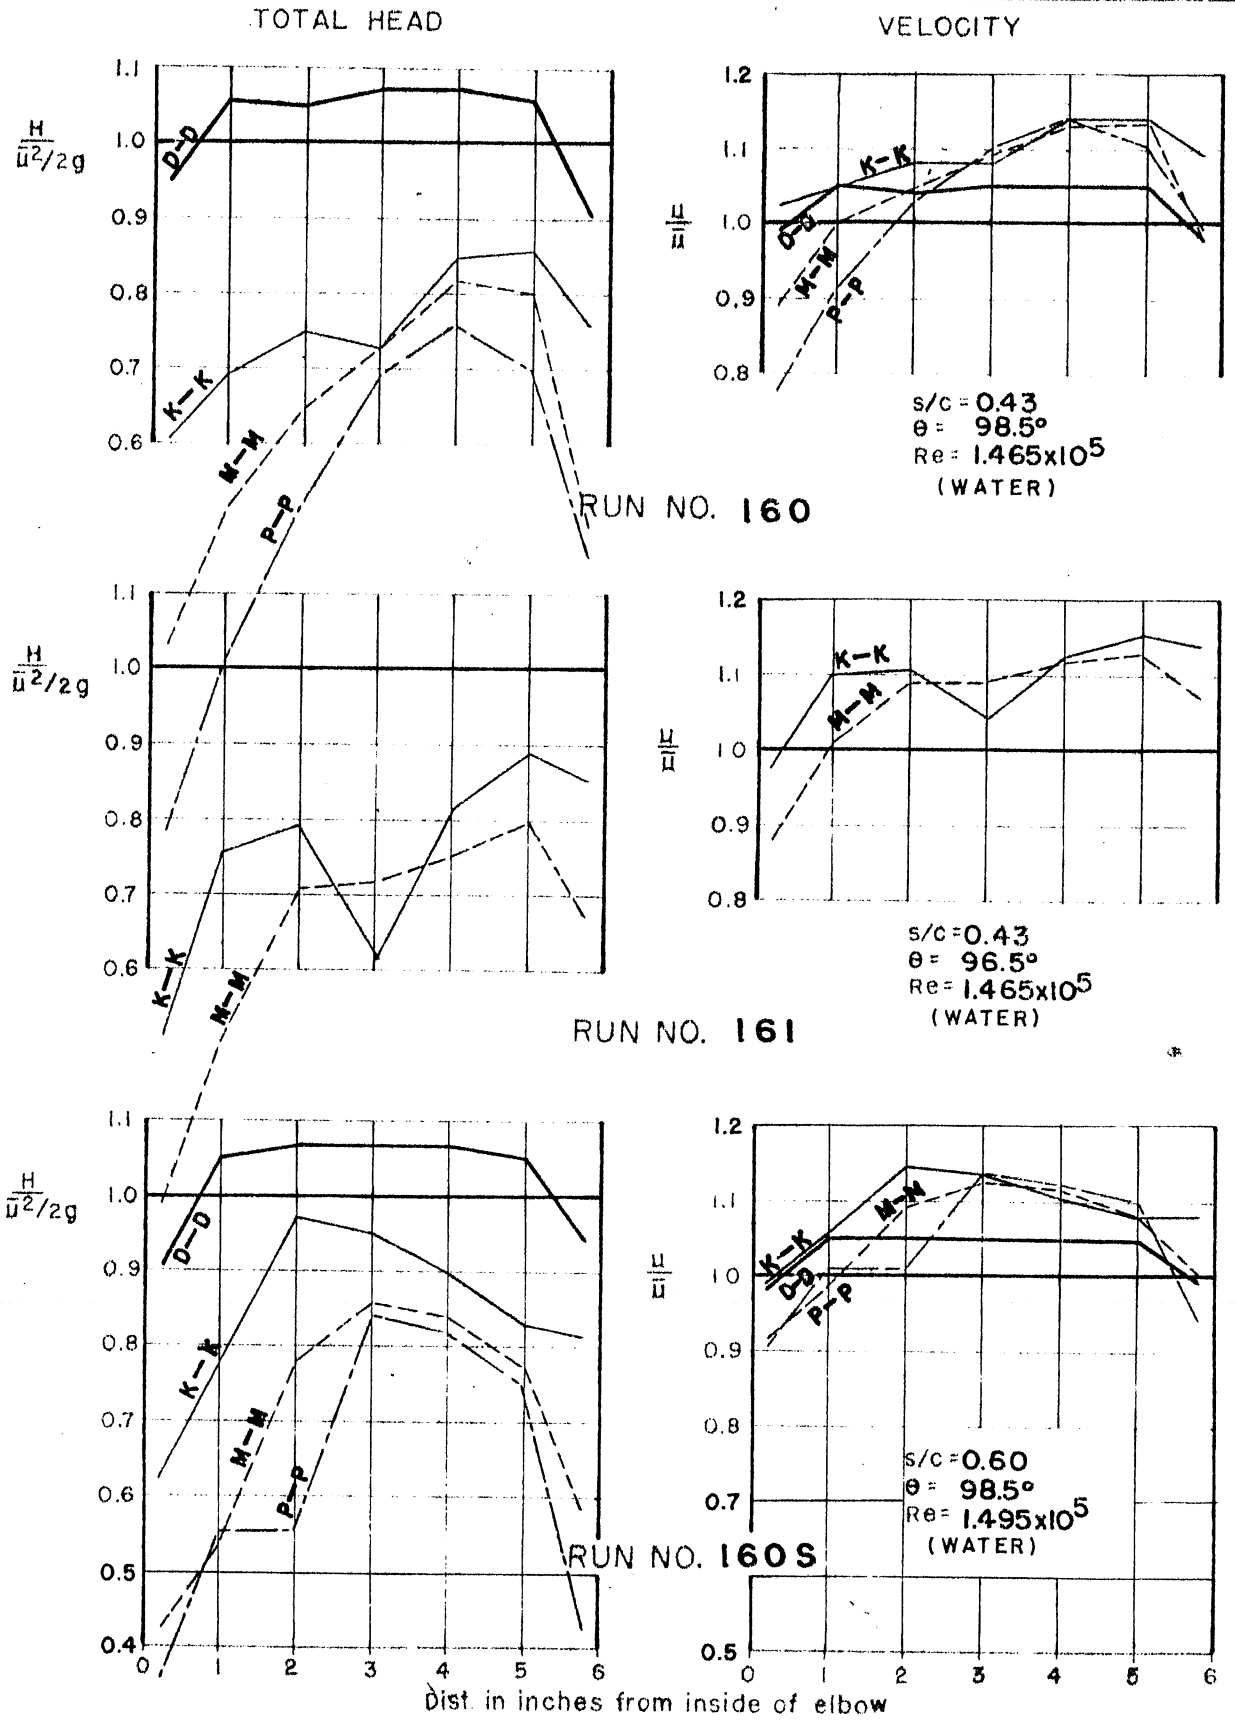 TOTAL HEAD
VELOCITY
1.1
1.0
0.9
0.8
0.7
0.6
H
ū²/2g
D-D
K-K
M-M
P-P
1.2
1.1
1.0
0.9
0.8
u
ū
K-K
D-D
M-M
P-P
s/c = 0.43
θ = 98.5°
Re = 1.465x10⁵
(WATER)
RUN NO. 160
1.1
1.0
0.9
0.8
0.7
0.6
H
ū²/2g
K-K
M-M
1.2
1.1
1.0
0.9
0.8
u
ū
K-K
M-M
s/c = 0.43
θ = 96.5°
Re = 1.465x10⁵
(WATER)
RUN NO. 161
1.1
1.0
0.9
0.8
0.7
0.6
0.5
0.4
H
ū²/2g
D-D
K-K
M-M
P-P
0 1 2 3 4 5 6
1.2
1.1
1.0
0.9
0.8
0.7
0.5
u
ū
K-K
D-D
M-M
P-P
s/c = 0.60
θ = 98.5°
Re = 1.495x10⁵
(WATER)
RUN NO. 160S
0 1 2 3 4 5 6
Dist. in inches from inside of elbow